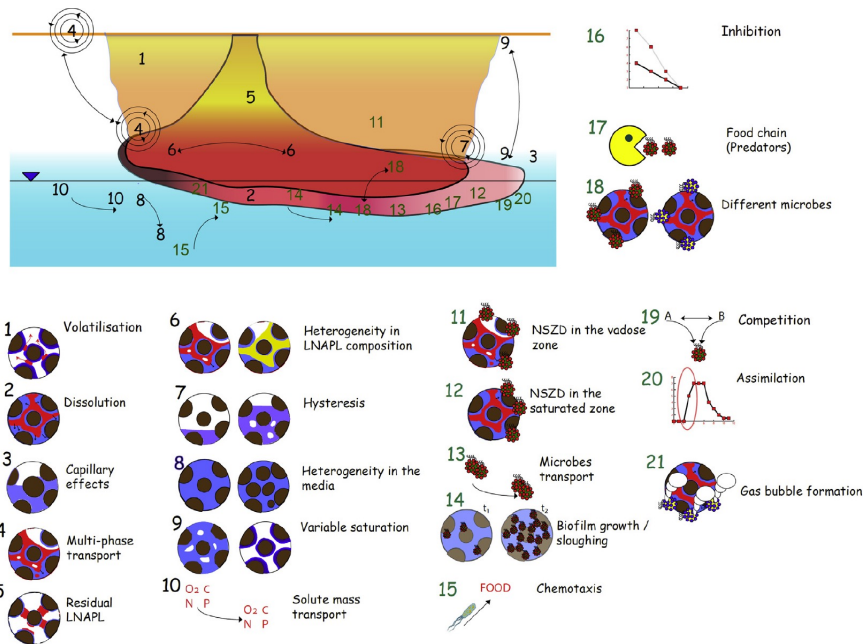 4
1
9
16
Inhibition
5
4
11
17
Food chain
(Predators)
6
6
7
9
3
18
18
Different microbes
10
10
8
21
2
14
12
15
14
18
13
16
17
19
20
8
15
1
Volatilisation
2
Dissolution
3
Capillary
effects
4
Multi-phase
transport
5
Residual
LNAPL
6
Heterogeneity in
LNAPL composition
7
Hysteresis
8
Heterogeneity in the
media
9
Variable saturation
10
O2 C
N P
O2 C
N P
Solute mass
transport
11
NSZD in the vadose
zone
12
NSZD in the
saturated zone
13
Microbes
transport
14
t1
t2
Biofilm growth /
sloughing
15
FOOD
Chemotaxis
19
A
B
Competition
20
Assimilation
21
Gas bubble formation